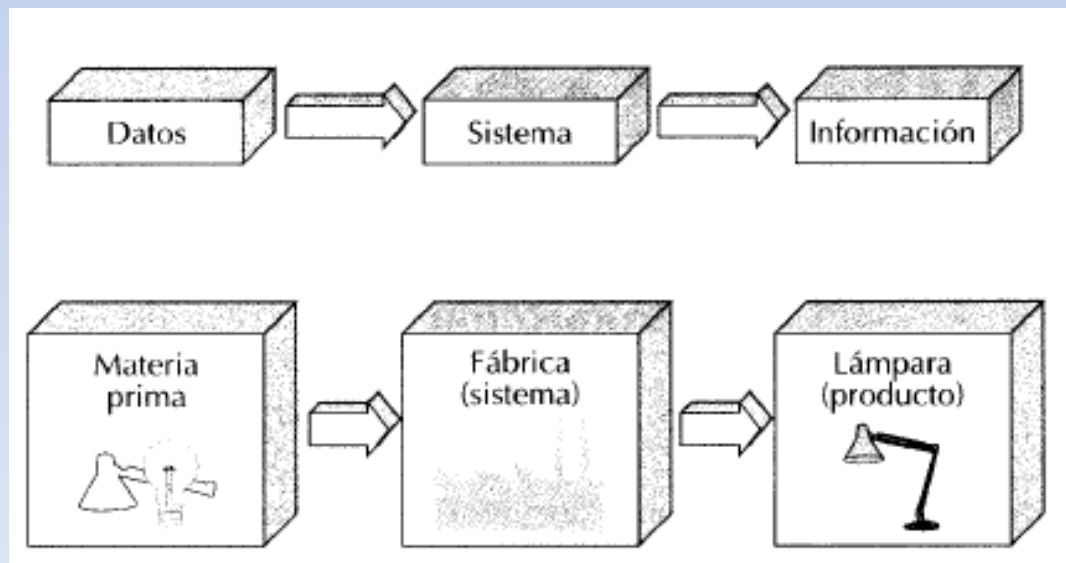 Datos
Sistema
Información
Materia
prima
Fábrica
(sistema)
Lámpara
(producto)